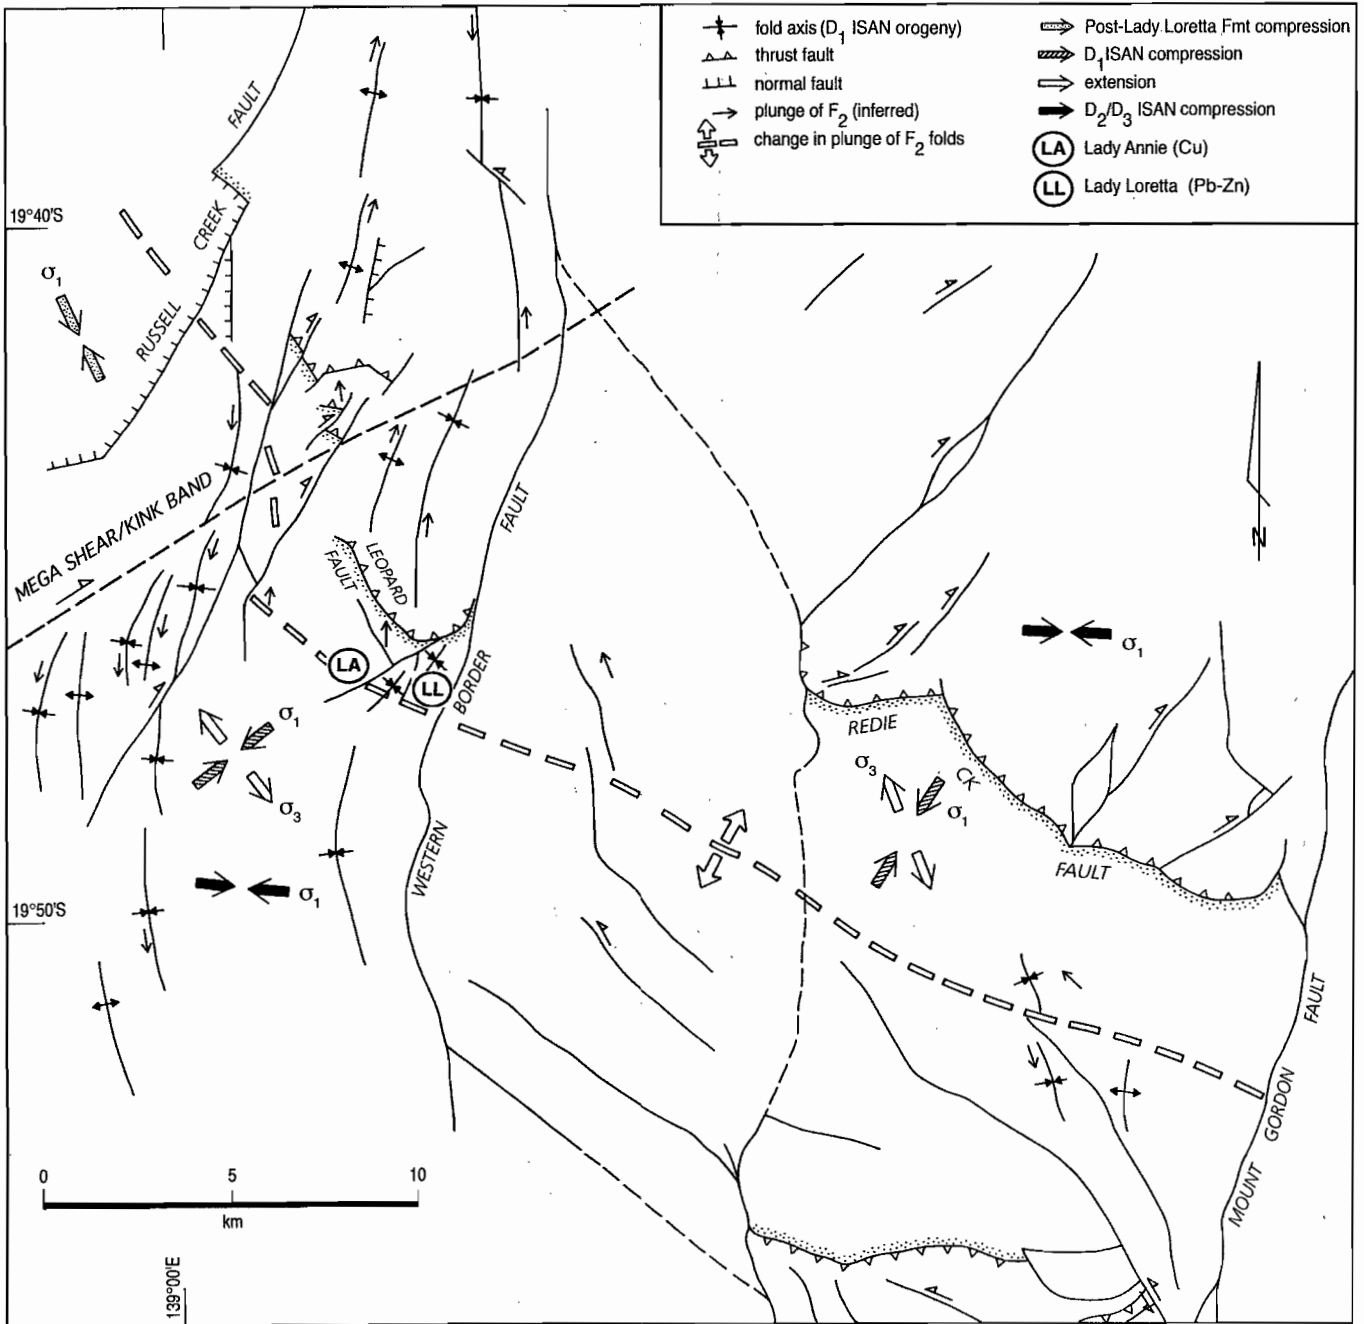 fold axis (D1 ISAN orogeny)
thrust fault
normal fault
plunge of F2 (inferred)
change in plunge of F2 folds
Post-Lady Loretta Fmt compression
D1 ISAN compression
extension
D2/D3 ISAN compression
LA Lady Annie (Cu)
LL Lady Loretta (Pb-Zn)
19°40'S
RUSSELL CREEK FAULT
σ1
MEGA SHEAR/KINK BAND
LEOPARD
FAULT
LA
LL
WESTERN BORDER FAULT
N
σ1
REDIE CK FAULT
σ3
σ1
σ1
σ3
σ1
19°50'S
MOUNT GORDON FAULT
0 5 10
km
139°00'E